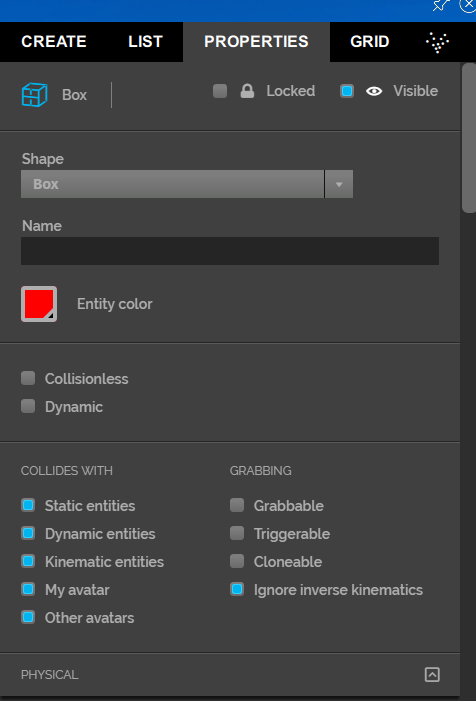 CREATE LIST PROPERTIES GRID
Box Locked Visible
Shape
Box
Name
Entity color
Collisionless
Dynamic
COLLIDES WITH GRABBING
Static entities Grabbable
Dynamic entities Triggerable
Kinematic entities Cloneable
My avatar Ignore inverse kinematics
Other avatars
PHYSICAL